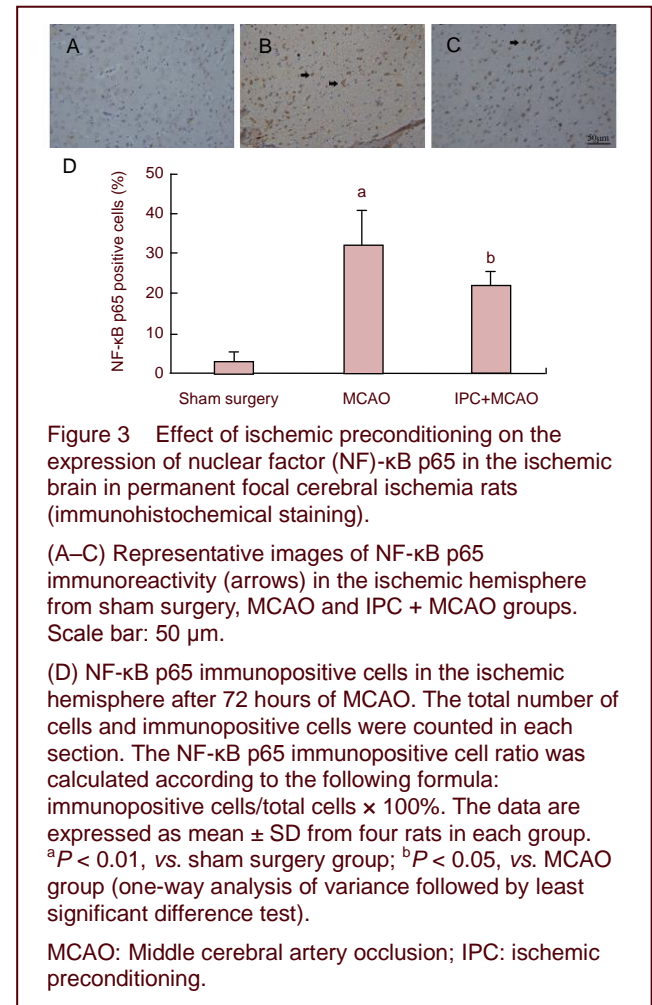 A
B
C
50µm
D
50
40
30
20
10
0
NF-κB p65 positive cells (%)
a
b
Sham surgery MCAO IPC+MCAO
Figure 3 Effect of ischemic preconditioning on the
expression of nuclear factor (NF)-κB p65 in the ischemic
brain in permanent focal cerebral ischemia rats
(immunohistochemical staining).
(A–C) Representative images of NF-κB p65
immunoreactivity (arrows) in the ischemic hemisphere
from sham surgery, MCAO and IPC + MCAO groups.
Scale bar: 50 µm.
(D) NF-κB p65 immunopositive cells in the ischemic
hemisphere after 72 hours of MCAO. The total number of
cells and immunopositive cells were counted in each
section. The NF-κB p65 immunopositive cell ratio was
calculated according to the following formula:
immunopositive cells/total cells × 100%. The data are
expressed as mean ± SD from four rats in each group.
ᵃP < 0.01, vs. sham surgery group; ᵇP < 0.05, vs. MCAO
group (one-way analysis of variance followed by least
significant difference test).
MCAO: Middle cerebral artery occlusion; IPC: ischemic
preconditioning.